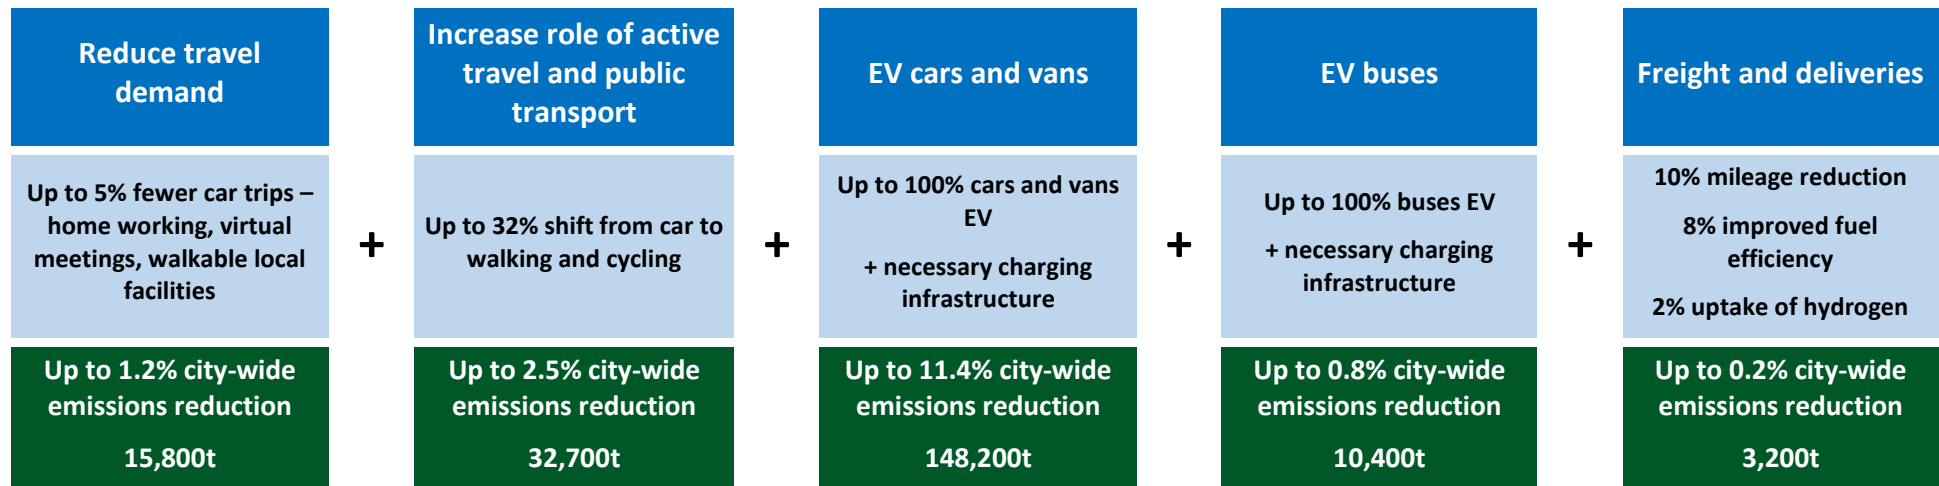 Reduce travel
demand
Up to 5% fewer car trips –
home working, virtual
meetings, walkable local
facilities
Up to 1.2% city-wide
emissions reduction
15,800t
+
Increase role of active
travel and public
transport
Up to 32% shift from car to
walking and cycling
Up to 2.5% city-wide
emissions reduction
32,700t
+
EV cars and vans
Up to 100% cars and vans
EV
+ necessary charging
infrastructure
Up to 11.4% city-wide
emissions reduction
148,200t
+
EV buses
Up to 100% buses EV
+ necessary charging
infrastructure
Up to 0.8% city-wide
emissions reduction
10,400t
+
Freight and deliveries
10% mileage reduction
8% improved fuel
efficiency
2% uptake of hydrogen
Up to 0.2% city-wide
emissions reduction
3,200t